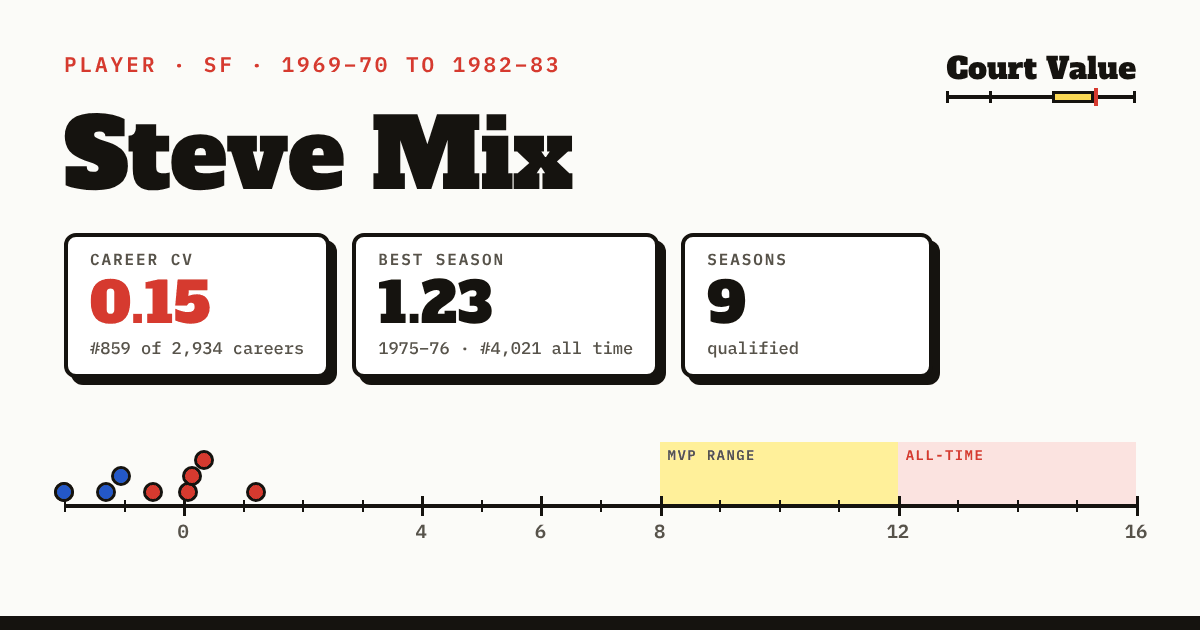 PLAYER · SF · 1969–70 TO 1982–83
Court Value
Steve Mix
CAREER CV
0.15
#859 of 2,934 careers
BEST SEASON
1.23
1975–76 · #4,021 all time
SEASONS
9
qualified
MVP RANGE
ALL-TIME
0 4 6 8 12 16